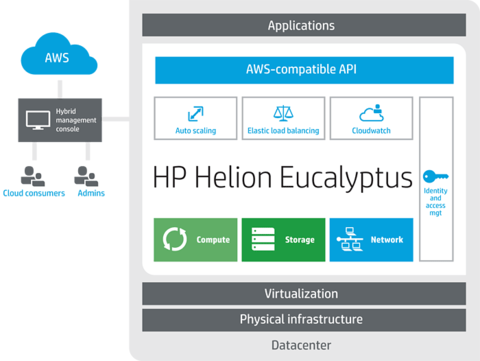 Applications
AWS
AWS-compatible API
Hybrid
management
console
Auto scaling
Elastic load balancing
Cloudwatch
Cloud consumers
Admins
HP Helion Eucalyptus
Identity
and
access
mgt
Compute
Storage
Network
Virtualization
Physical infrastructure
Datacenter